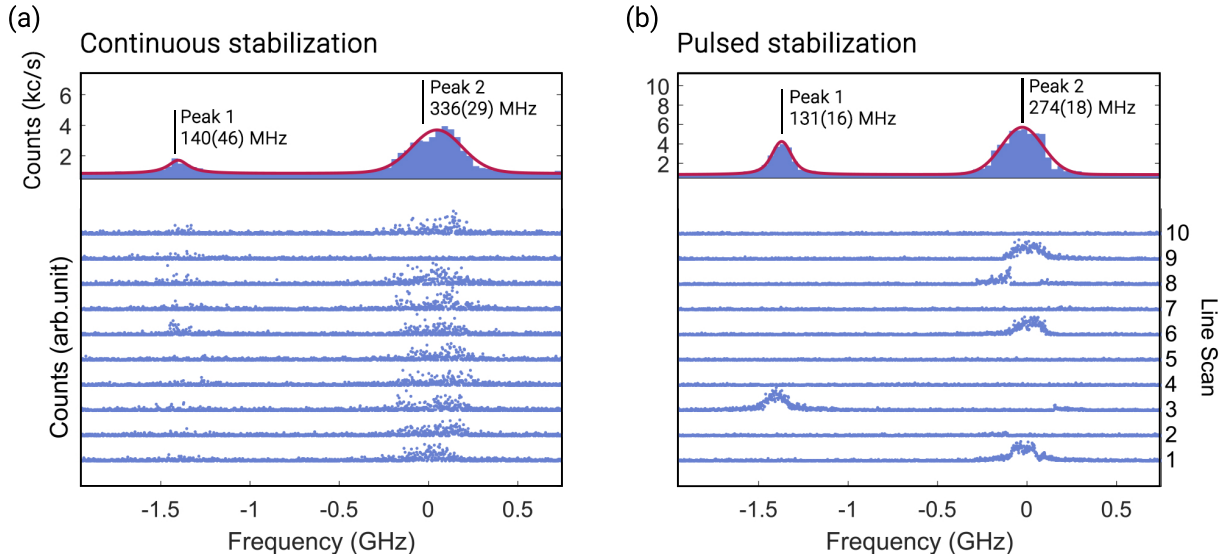 (a)
Continuous stabilization
Counts (kc/s)
6
4
2
Peak 1
140(46) MHz
Peak 2
336(29) MHz
Counts (arb.unit)
-1.5
-1
-0.5
0
0.5
Frequency (GHz)
(b)
Pulsed stabilization
10
8
6
4
2
Peak 1
131(16) MHz
Peak 2
274(18) MHz
10
9
8
7
6
5
4
3
2
1
Line Scan
-1.5
-1
-0.5
0
0.5
Frequency (GHz)